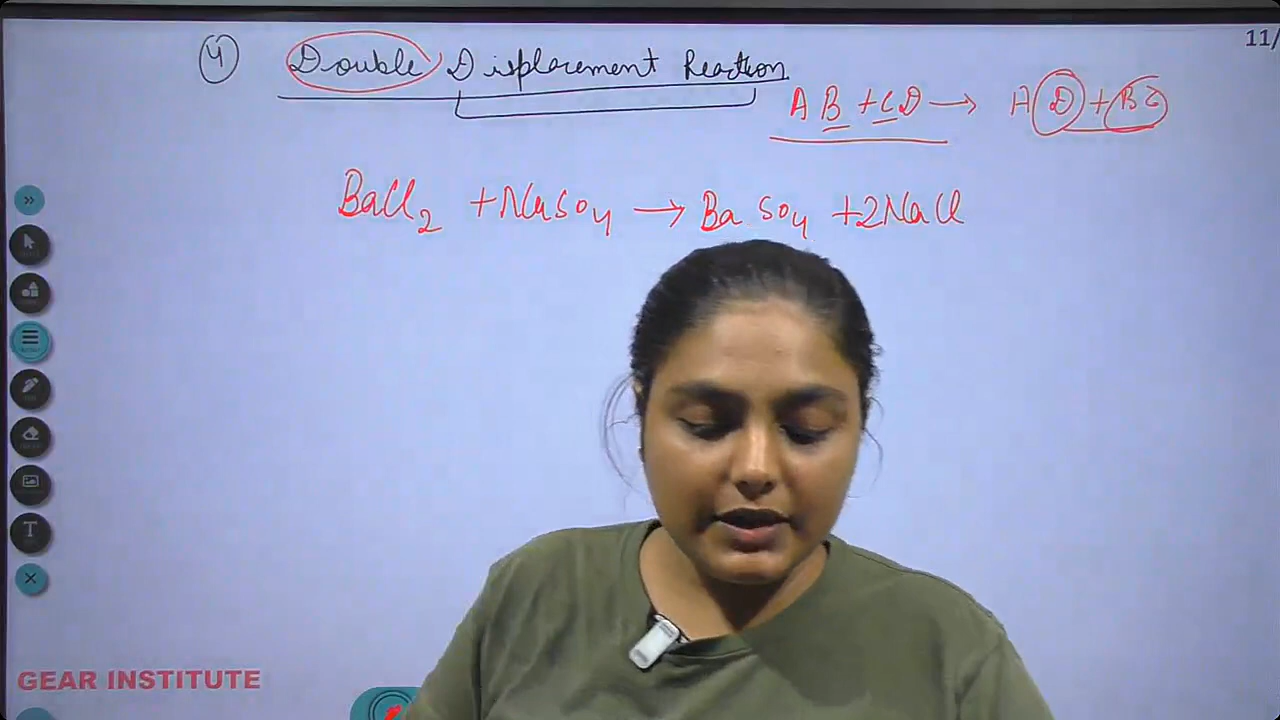 11/
4 Double Displacement Reaction
AB + CD → AD + BC
BaCl₂ + NaSO₄ → BaSO₄ + 2NaCl
T
GEAR INSTITUTE